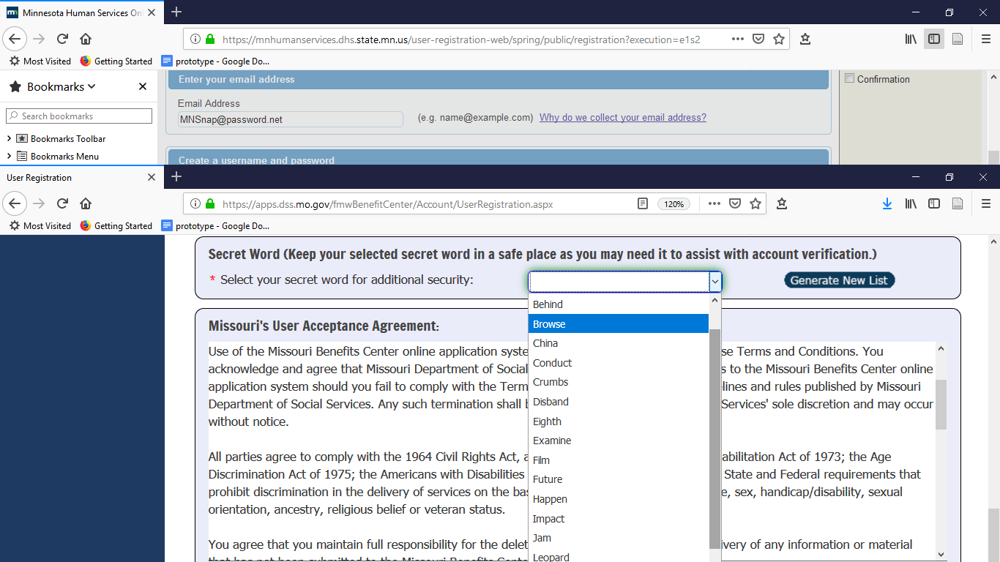 Minnesota Human Services On
https://mnhumanservices.dhs.state.mn.us/user-registration-web/spring/public/registration?execution=e1s2
Most Visited Getting Started prototype - Google Do...
Bookmarks
Search bookmarks
Bookmarks Toolbar
Bookmarks Menu
Enter your email address
Email Address
MNSnap@password.net (e.g. name@example.com) Why do we collect your email address?
Create a username and password
Confirmation
User Registration
https://apps.dss.mo.gov/fmwBenefitCenter/Account/UserRegistration.aspx 120%
Most Visited Getting Started prototype - Google Do...
Secret Word (Keep your selected secret word in a safe place as you may need it to assist with account verification.)
* Select your secret word for additional security: Generate New List
Behind
Browse
China
Conduct
Crumbs
Disband
Eighth
Examine
Film
Future
Happen
Impact
Jam
Leopard
Missouri's User Acceptance Agreement:
Use of the Missouri Benefits Center online application syste se Terms and Conditions. You
acknowledge and agree that Missouri Department of Social s to the Missouri Benefits Center online
application system should you fail to comply with the Term lines and rules published by Missouri
Department of Social Services. Any such termination shall b Services' sole discretion and may occur
without notice.
All parties agree to comply with the 1964 Civil Rights Act, a abilitation Act of 1973; the Age
Discrimination Act of 1975; the Americans with Disabilities State and Federal requirements that
prohibit discrimination in the delivery of services on the bas e, sex, handicap/disability, sexual
orientation, ancestry, religious belief or veteran status.
You agree that you maintain full responsibility for the delet ivery of any information or material
that has not been submitted to the Missouri Benefits Cente